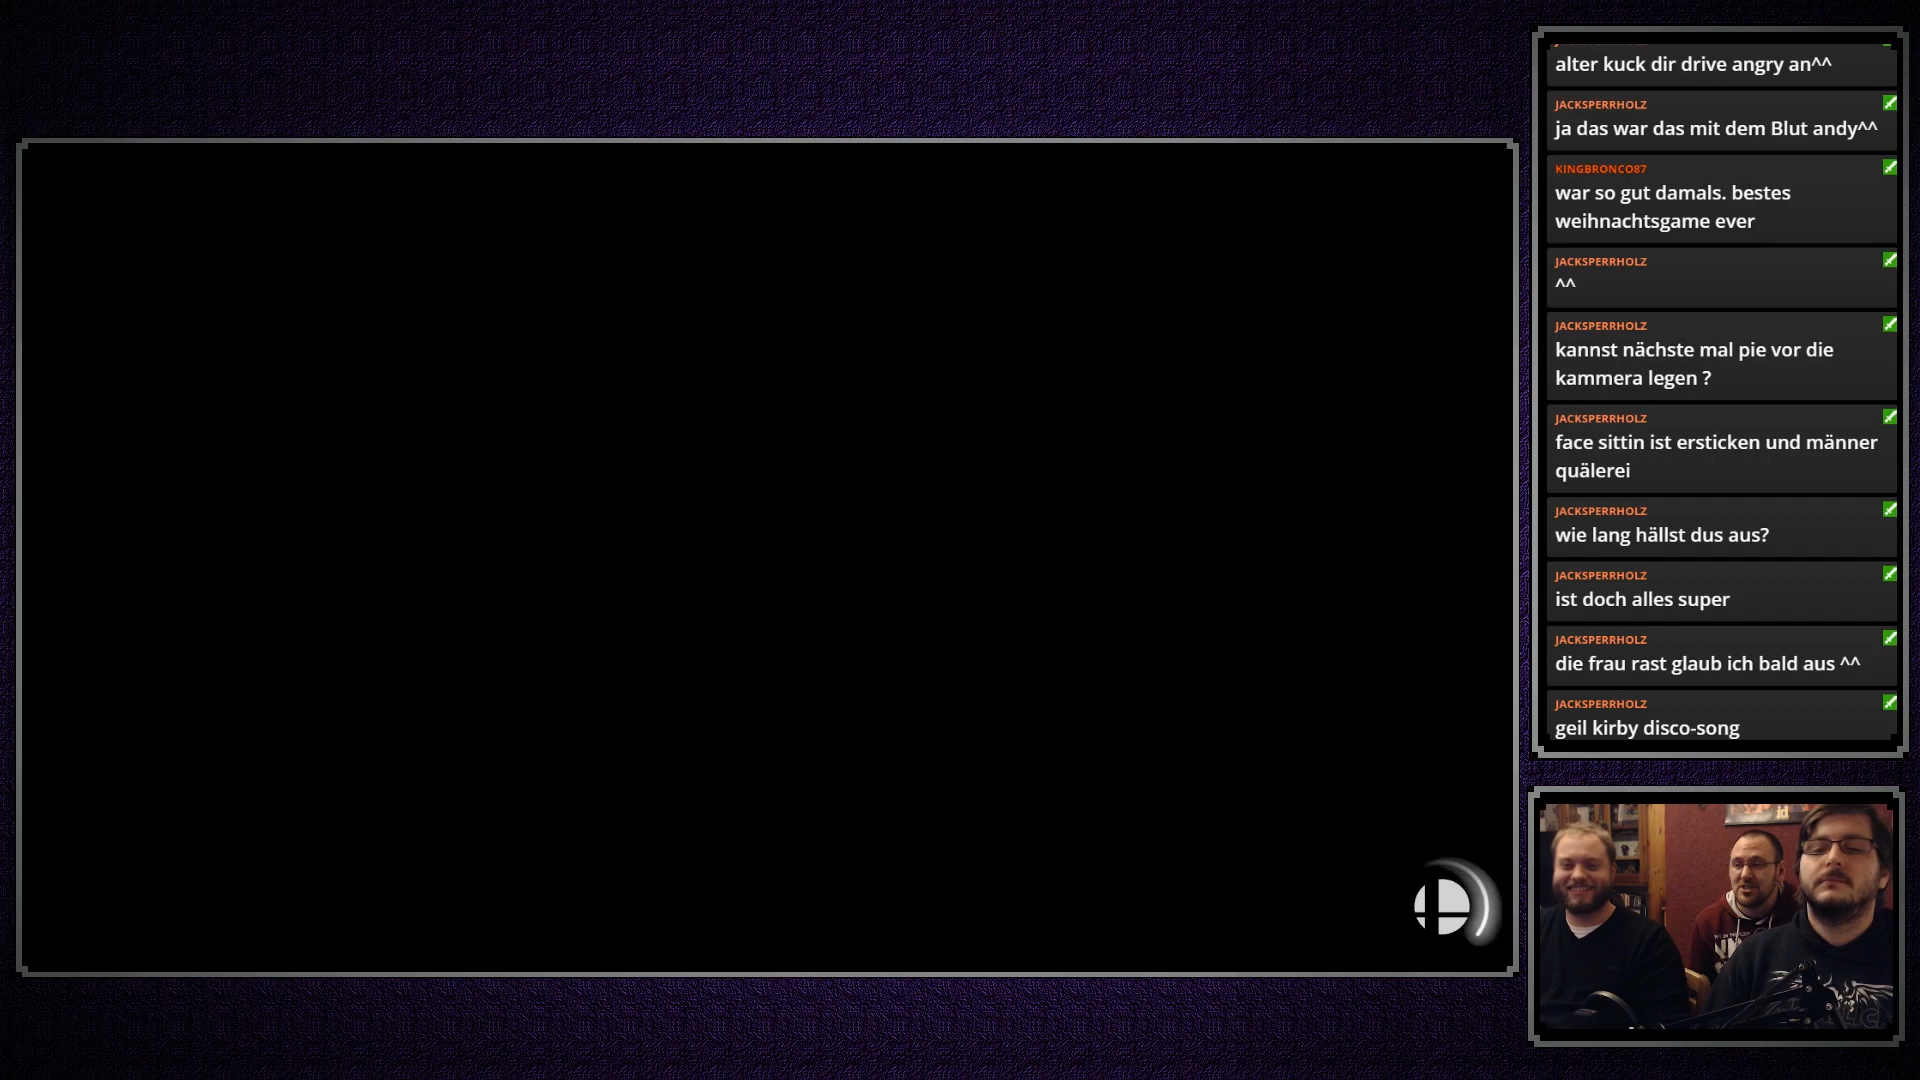 alter kuck dir drive angry an^^
JACKSPERRHOLZ
ja das war das mit dem Blut andy^^
KINGBRONCO87
war so gut damals. bestes
weihnachtsgame ever
JACKSPERRHOLZ
^^
JACKSPERRHOLZ
kannst nächste mal pie vor die
kammera legen ?
JACKSPERRHOLZ
face sittin ist ersticken und männer
quälerei
JACKSPERRHOLZ
wie lang hällst dus aus?
JACKSPERRHOLZ
ist doch alles super
JACKSPERRHOLZ
die frau rast glaub ich bald aus ^^
JACKSPERRHOLZ
geil kirby disco-song